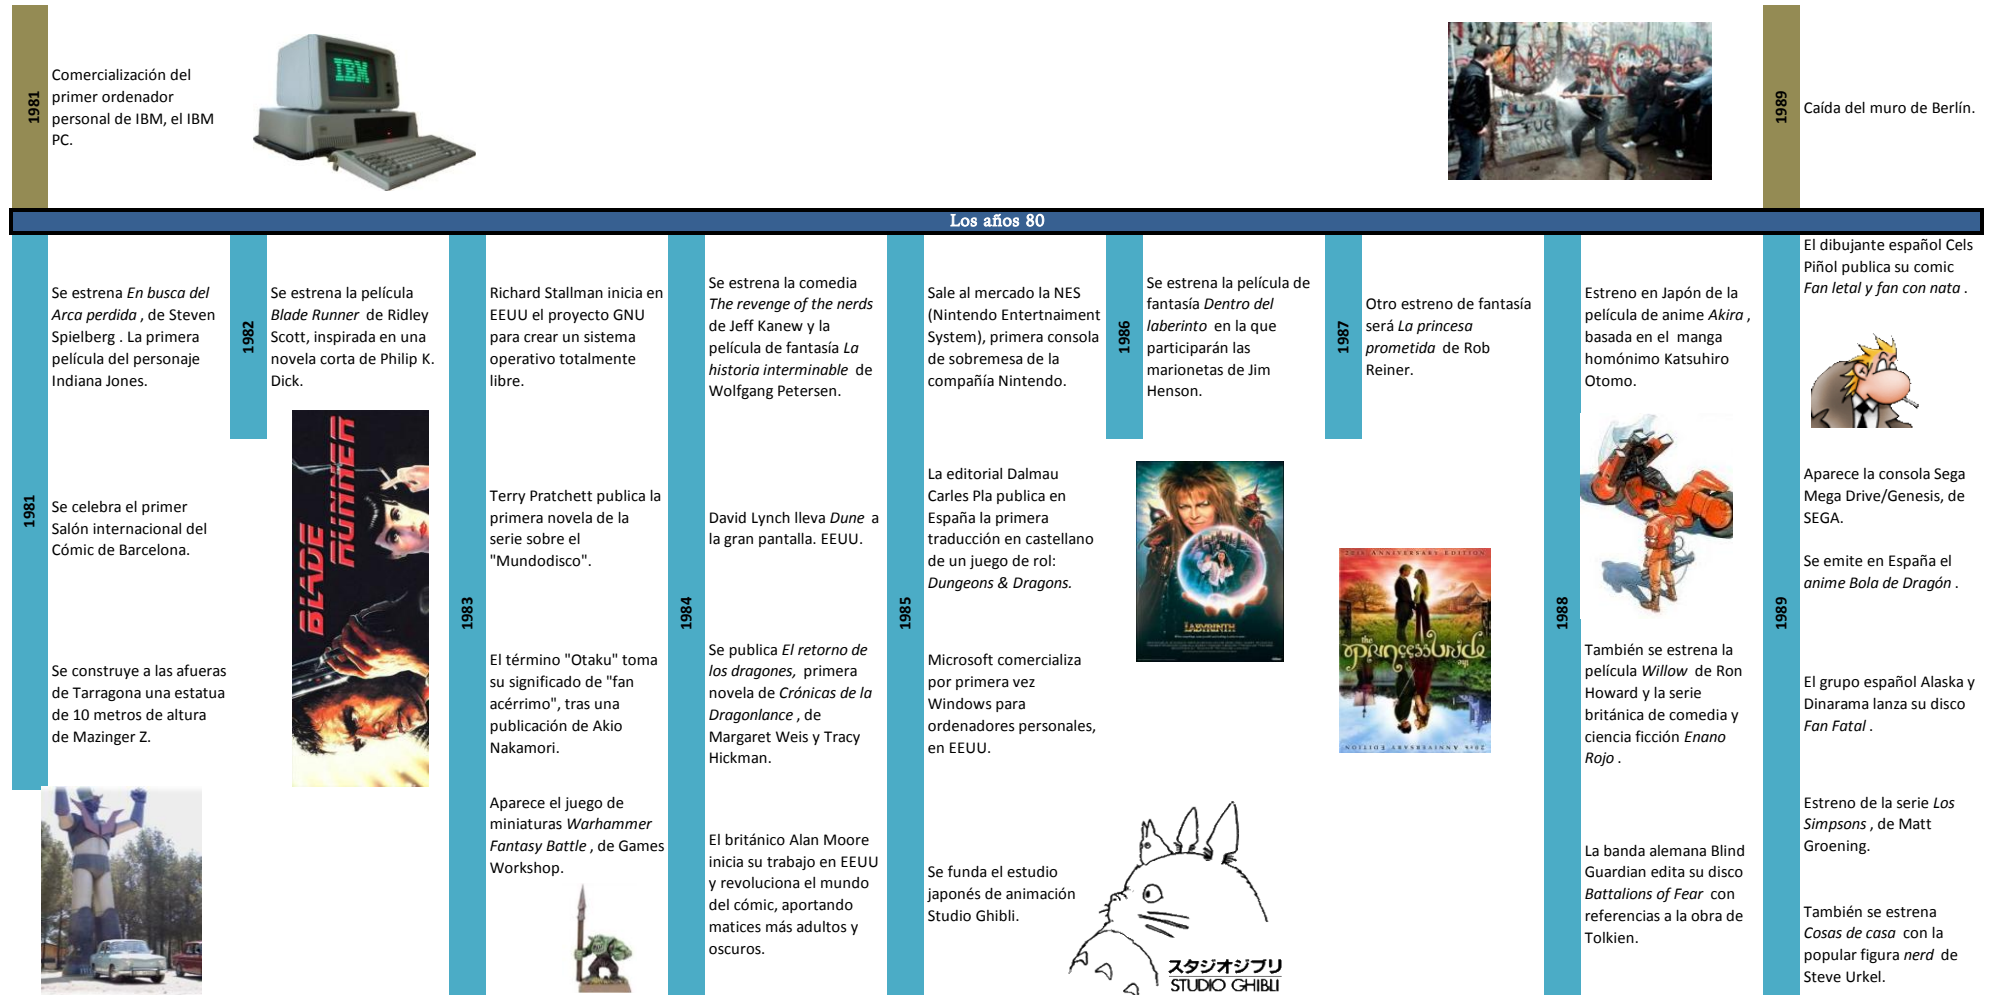 1981
Comercialización del
primer ordenador
personal de IBM, el IBM
PC.
IBM
1989
Caída del muro de Berlín.
Los años 80
1981
Se estrena En busca del
Arca perdida , de Steven
Spielberg . La primera
película del personaje
Indiana Jones.
Se celebra el primer
Salón internacional del
Cómic de Barcelona.
Se construye a las afueras
de Tarragona una estatua
de 10 metros de altura
de Mazinger Z.
1982
Se estrena la película
Blade Runner de Ridley
Scott, inspirada en una
novela corta de Philip K.
Dick.
BLADE
RUNNER
1983
Richard Stallman inicia en
EEUU el proyecto GNU
para crear un sistema
operativo totalmente
libre.
Terry Pratchett publica la
primera novela de la
serie sobre el
"Mundodisco".
El término "Otaku" toma
su significado de "fan
acérrimo", tras una
publicación de Akio
Nakamori.
Aparece el juego de
miniaturas Warhammer
Fantasy Battle , de Games
Workshop.
1984
Se estrena la comedia
The revenge of the nerds
de Jeff Kanew y la
película de fantasía La
historia interminable de
Wolfgang Petersen.
David Lynch lleva Dune a
la gran pantalla. EEUU.
Se publica El retorno de
los dragones, primera
novela de Crónicas de la
Dragonlance , de
Margaret Weis y Tracy
Hickman.
El británico Alan Moore
inicia su trabajo en EEUU
y revoluciona el mundo
del cómic, aportando
matices más adultos y
oscuros.
1985
Sale al mercado la NES
(Nintendo Entertnaiment
System), primera consola
de sobremesa de la
compañía Nintendo.
La editorial Dalmau
Carles Pla publica en
España la primera
traducción en castellano
de un juego de rol:
Dungeons & Dragons.
Microsoft comercializa
por primera vez
Windows para
ordenadores personales,
en EEUU.
Se funda el estudio
japonés de animación
Studio Ghibli.
スタジオジブリ
STUDIO GHIBLI
1986
Se estrena la película de
fantasía Dentro del
laberinto en la que
participarán las
marionetas de Jim
Henson.
LABYRINTH
1987
Otro estreno de fantasía
será La princesa
prometida de Rob
Reiner.
20th ANNIVERSARY EDITION
the
princess bride
20th ANNIVERSARY EDITION
1988
Estreno en Japón de la
película de anime Akira ,
basada en el manga
homónimo Katsuhiro
Otomo.
También se estrena la
película Willow de Ron
Howard y la serie
británica de comedia y
ciencia ficción Enano
Rojo .
La banda alemana Blind
Guardian edita su disco
Battalions of Fear con
referencias a la obra de
Tolkien.
1989
El dibujante español Cels
Piñol publica su comic
Fan letal y fan con nata .
Aparece la consola Sega
Mega Drive/Genesis, de
SEGA.
Se emite en España el
anime Bola de Dragón .
El grupo español Alaska y
Dinarama lanza su disco
Fan Fatal .
Estreno de la serie Los
Simpsons , de Matt
Groening.
También se estrena
Cosas de casa con la
popular figura nerd de
Steve Urkel.